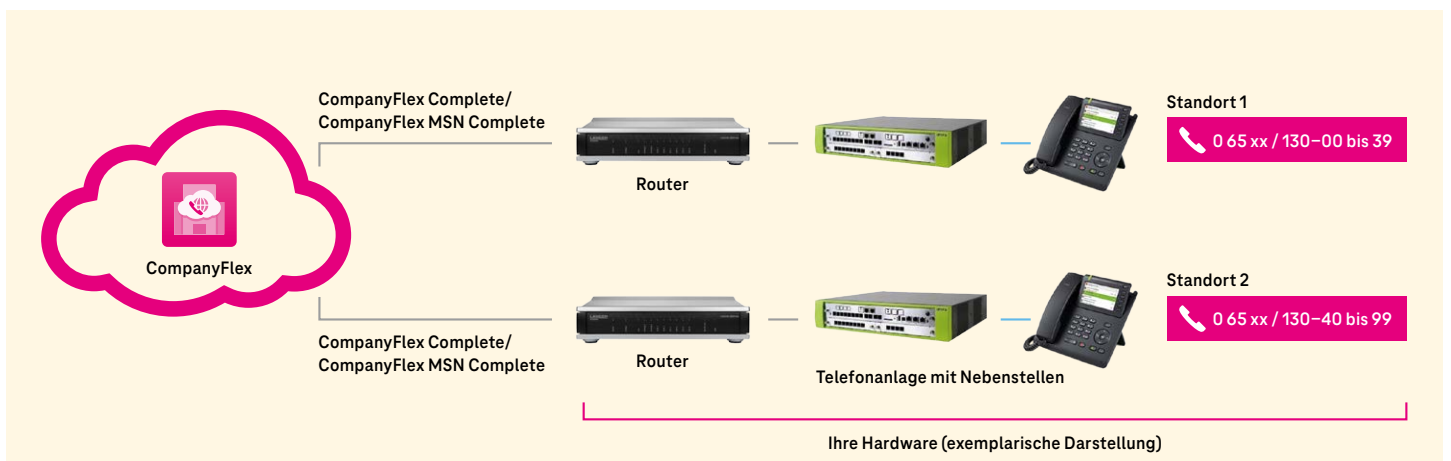 CompanyFlex
CompanyFlex Complete/
CompanyFlex MSN Complete
Router
Standort 1
0 65 xx / 130–00 bis 39
CompanyFlex Complete/
CompanyFlex MSN Complete
Router
Telefonanlage mit Nebenstellen
Standort 2
0 65 xx / 130–40 bis 99
Ihre Hardware (exemplarische Darstellung)